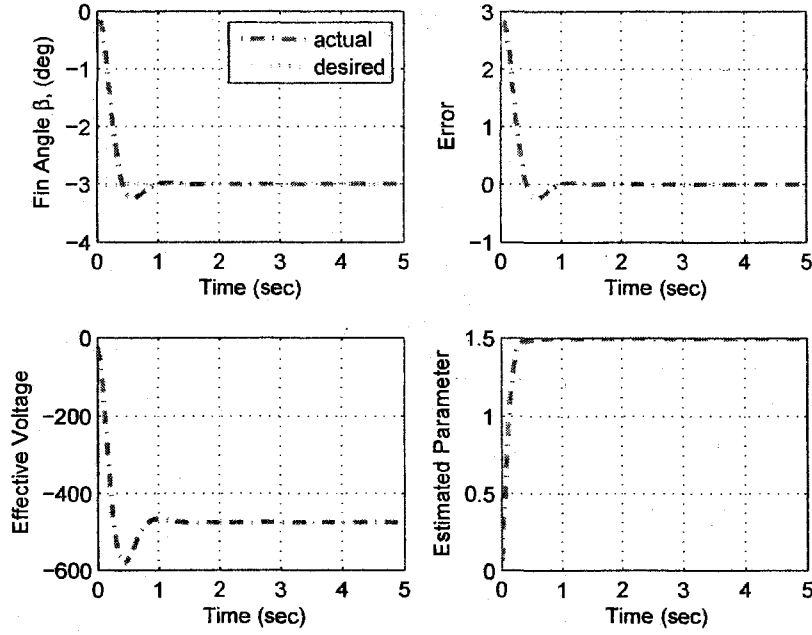 Fin Angle β, (deg)
0
−1
−2
−3
−4
actual
desired
0 1 2 3 4 5
Time (sec)
Error
3
2
1
0
−1
0 1 2 3 4 5
Time (sec)
Effective Voltage
0
−200
−400
−600
0 1 2 3 4 5
Time (sec)
Estimated Parameter
1.5
1
0.5
0
0 1 2 3 4 5
Time (sec)